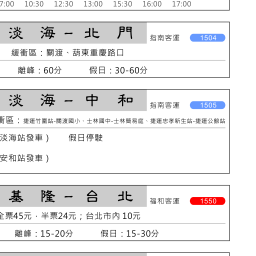 7:00 10:30 12:30 13:00 15:30 16:00 17:00
淡 海 – 北 門 指南客運 1504
緩衝區：關渡、葫東重慶路口
離峰：60分 假日：30-60分
淡 海 – 中 和 指南客運 1505
衝區：捷運竹圍站-關渡國小、士林國中-士林簡易庭、捷運忠孝新生站-捷運公館站
淡海站發車） 假日停駛
安和站發車）
基 隆 – 台 北 福和客運 1550
全票45元，半票24元；台北市內10元
離峰：15-20分 假日：15-30分